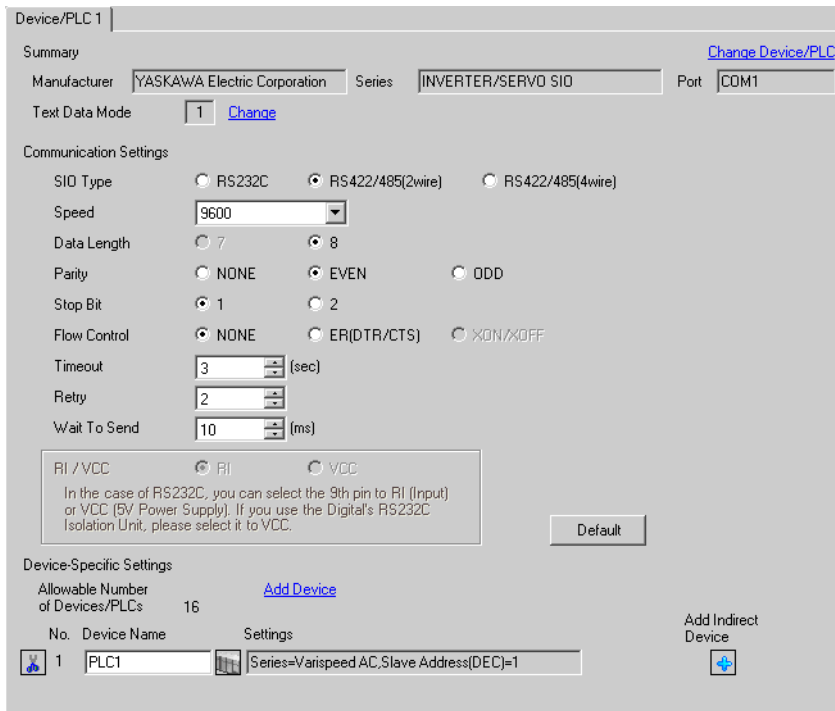 Device/PLC 1
Summary
Change Device/PLC
Manufacturer YASKAWA Electric Corporation Series INVERTER/SERVO SIO Port COM1
Text Data Mode 1 Change
Communication Settings
SIO Type RS232C RS422/485(2wire) RS422/485(4wire)
Speed 9600
Data Length 7 8
Parity NONE EVEN ODD
Stop Bit 1 2
Flow Control NONE ER(DTR/CTS) XON/XOFF
Timeout 3 (sec)
Retry 2
Wait To Send 10 (ms)
RI / VCC RI VCC
In the case of RS232C, you can select the 9th pin to RI (Input)
or VCC (5V Power Supply). If you use the Digital's RS232C
Isolation Unit, please select it to VCC.
Default
Device-Specific Settings
Allowable Number
of Devices/PLCs 16
Add Device
Add Indirect
Device
No. Device Name Settings
1 PLC1 Series=Varispeed AC,Slave Address(DEC)=1